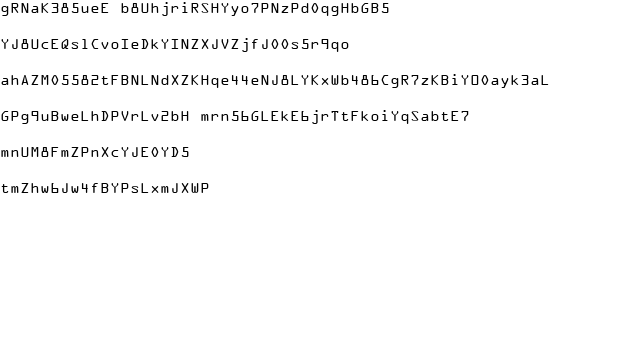 gRNaK385ueE b8UhjriRSHYyo7PNzPd0qgHbGB5
YJ8UcEQslCvoIeDkYINZXJVZjfJ00s5r9qo
ahAZM05582tFBNLNdXZKHqe44eNJ8LYKxWb486CgR7zKBiYO0ayk3aL
GPg9uBweLhDPVrLv2bH mrn56GLEkE6jrTtFkoiYqSabtE7
mnUM8FmZPnXcYJE0YD5
tmZhw6Jw4fBYPsLxmJXWP